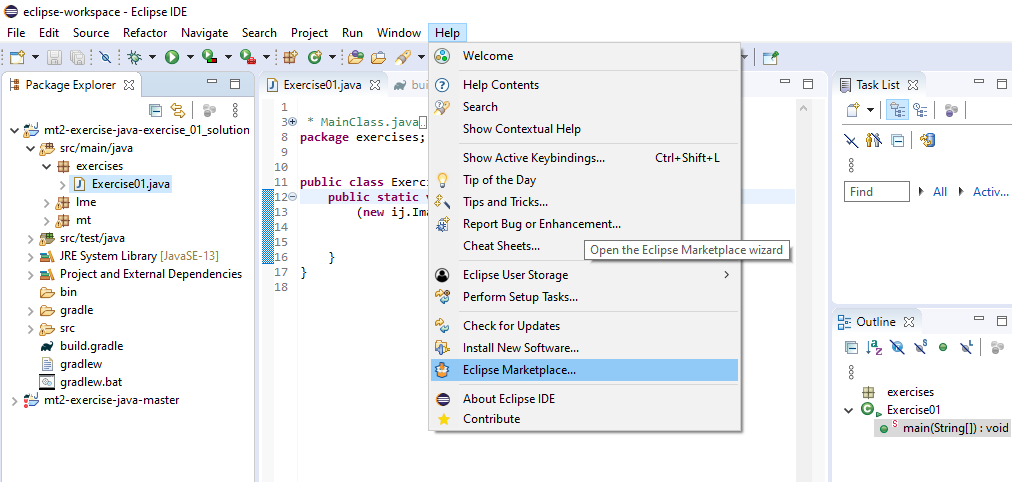 eclipse-workspace - Eclipse IDE
File Edit Source Refactor Navigate Search Project Run Window Help
Package Explorer
mt2-exercise-java-exercise_01_solution
src/main/java
exercises
Exercise01.java
lme
mt
src/test/java
JRE System Library [JavaSE-13]
Project and External Dependencies
bin
gradle
src
build.gradle
gradlew
gradlew.bat
mt2-exercise-java-master
Exercise01.java bui
1
3 * MainClass.java
8 package exercises;
9
10
11 public class Exerci
12 public static v
13 (new ij.Ima
14
15
16 }
17 }
18
Welcome
Help Contents
Search
Show Contextual Help
Show Active Keybindings... Ctrl+Shift+L
Tip of the Day
Tips and Tricks...
Report Bug or Enhancement...
Cheat Sheets...
Open the Eclipse Marketplace wizard
Eclipse User Storage
Perform Setup Tasks...
Check for Updates
Install New Software...
Eclipse Marketplace...
About Eclipse IDE
Contribute
Task List
Find All Activ...
Outline
exercises
Exercise01
main(String[]) : void